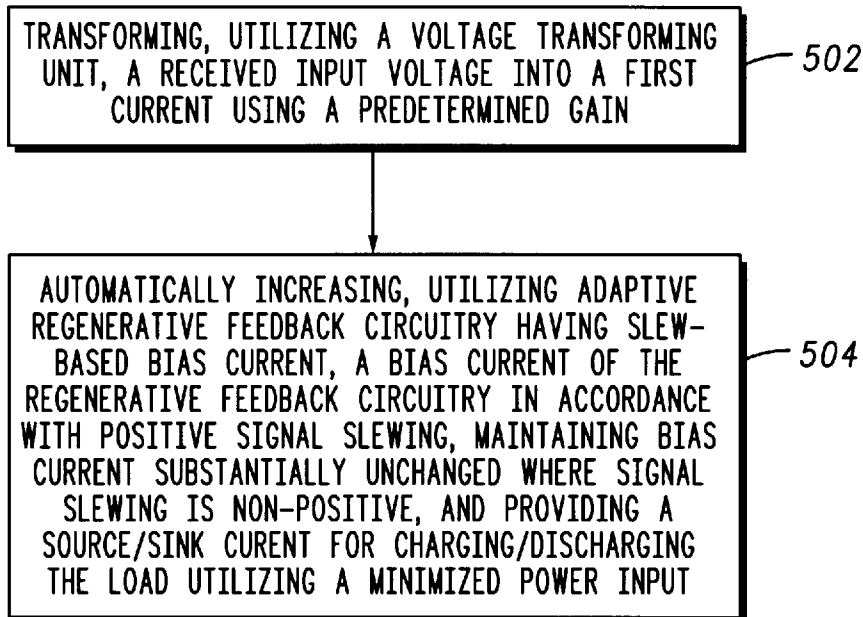 TRANSFORMING, UTILIZING A VOLTAGE TRANSFORMING
UNIT, A RECEIVED INPUT VOLTAGE INTO A FIRST
CURRENT USING A PREDETERMINED GAIN
502
AUTOMATICALLY INCREASING, UTILIZING ADAPTIVE
REGENERATIVE FEEDBACK CIRCUITRY HAVING SLEW-
BASED BIAS CURRENT, A BIAS CURRENT OF THE
REGENERATIVE FEEDBACK CIRCUITRY IN ACCORDANCE
WITH POSITIVE SIGNAL SLEWING, MAINTAINING BIAS
CURRENT SUBSTANTIALLY UNCHANGED WHERE SIGNAL
SLEWING IS NON-POSITIVE, AND PROVIDING A
SOURCE/SINK CURENT FOR CHARGING/DISCHARGING
THE LOAD UTILIZING A MINIMIZED POWER INPUT
504